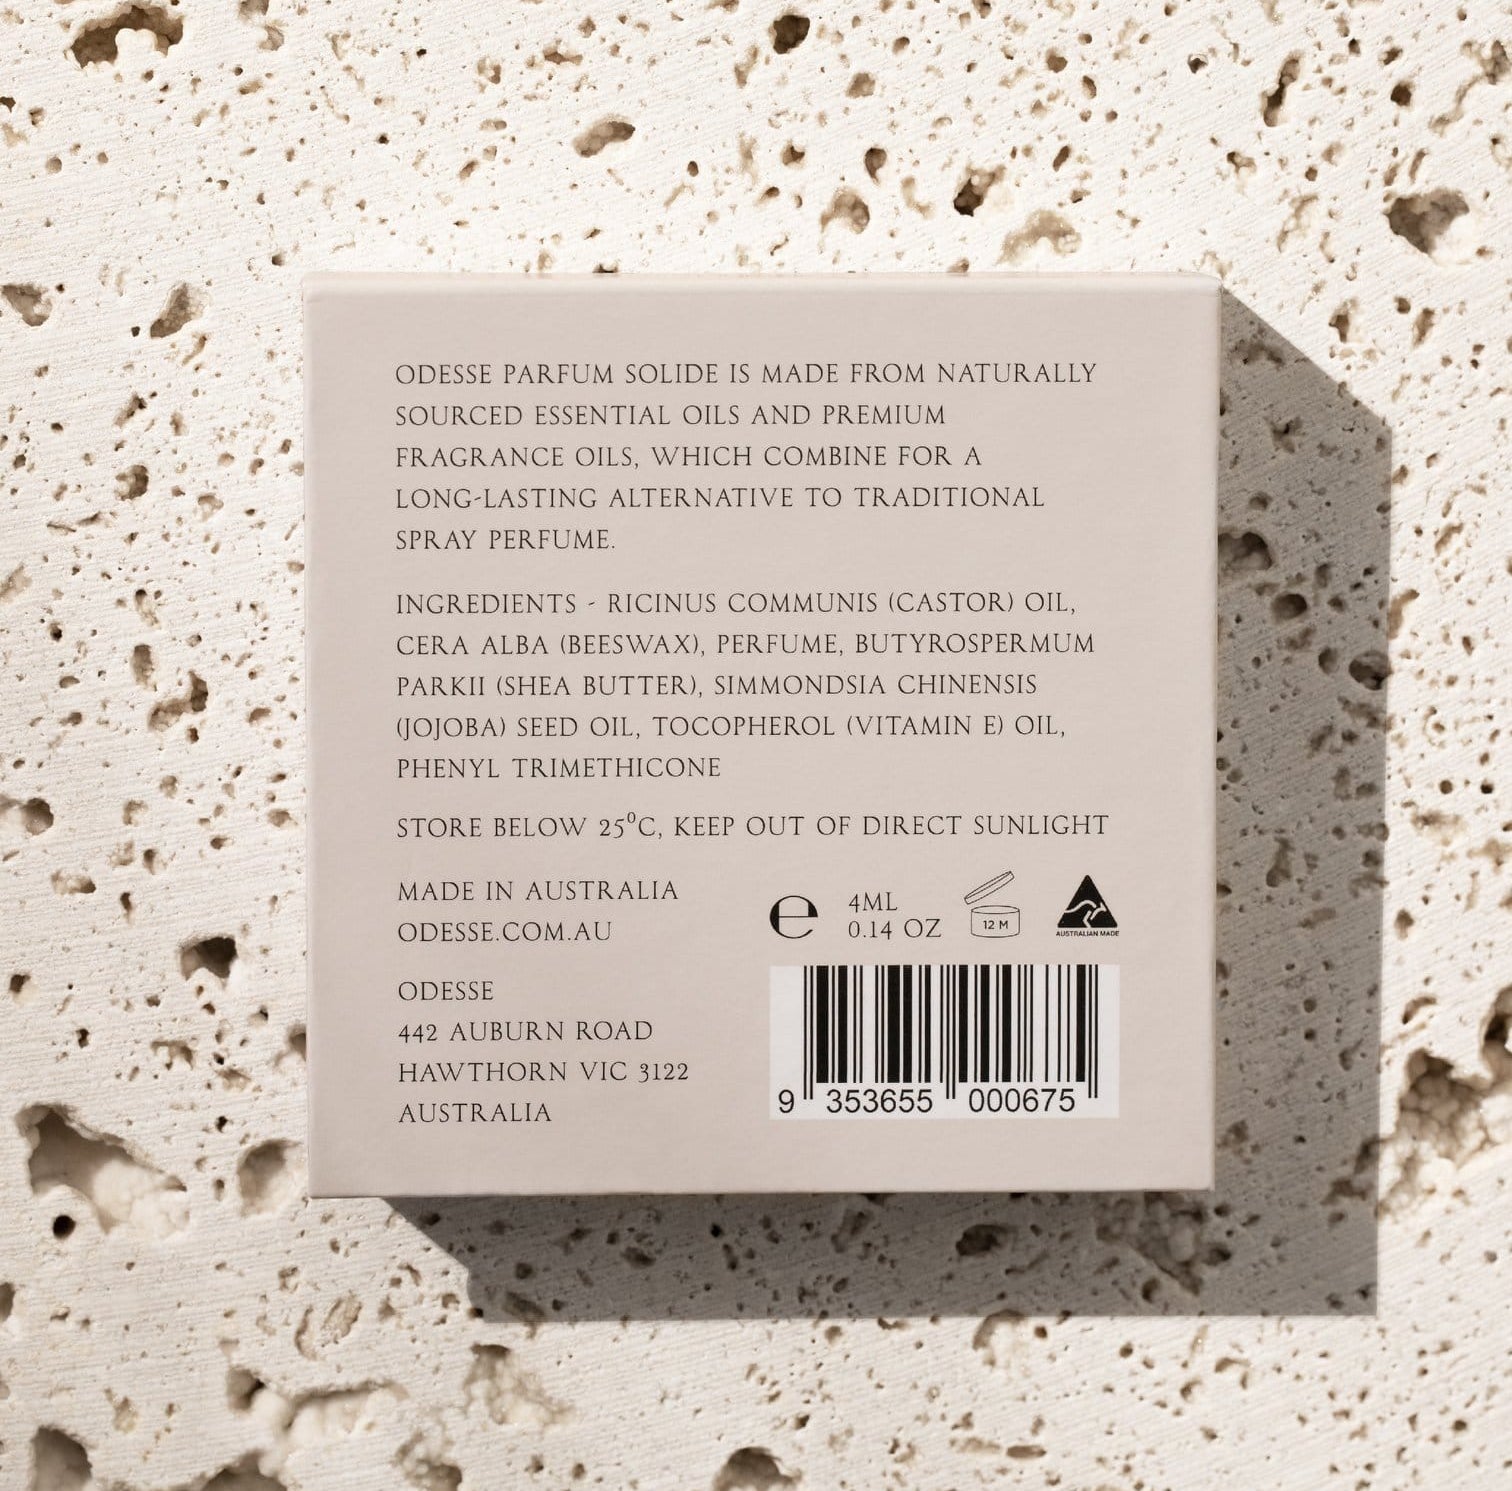 ODESSE PARFUM SOLIDE IS MADE FROM NATURALLY
SOURCED ESSENTIAL OILS AND PREMIUM
FRAGRANCE OILS, WHICH COMBINE FOR A
LONG-LASTING ALTERNATIVE TO TRADITIONAL
SPRAY PERFUME.
INGREDIENTS - RICINUS COMMUNIS (CASTOR) OIL,
CERA ALBA (BEESWAX), PERFUME, BUTYROSPERMUM
PARKII (SHEA BUTTER), SIMMONDSIA CHINENSIS
(JOJOBA) SEED OIL, TOCOPHEROL (VITAMIN E) OIL,
PHENYL TRIMETHICONE
STORE BELOW 25⁰C, KEEP OUT OF DIRECT SUNLIGHT
MADE IN AUSTRALIA
ODESSE.COM.AU
ODESSE
442 AUBURN ROAD
HAWTHORN VIC 3122
AUSTRALIA
℮
4ML
0.14 OZ
12 M
AUSTRALIAN MADE
9 353655 000675